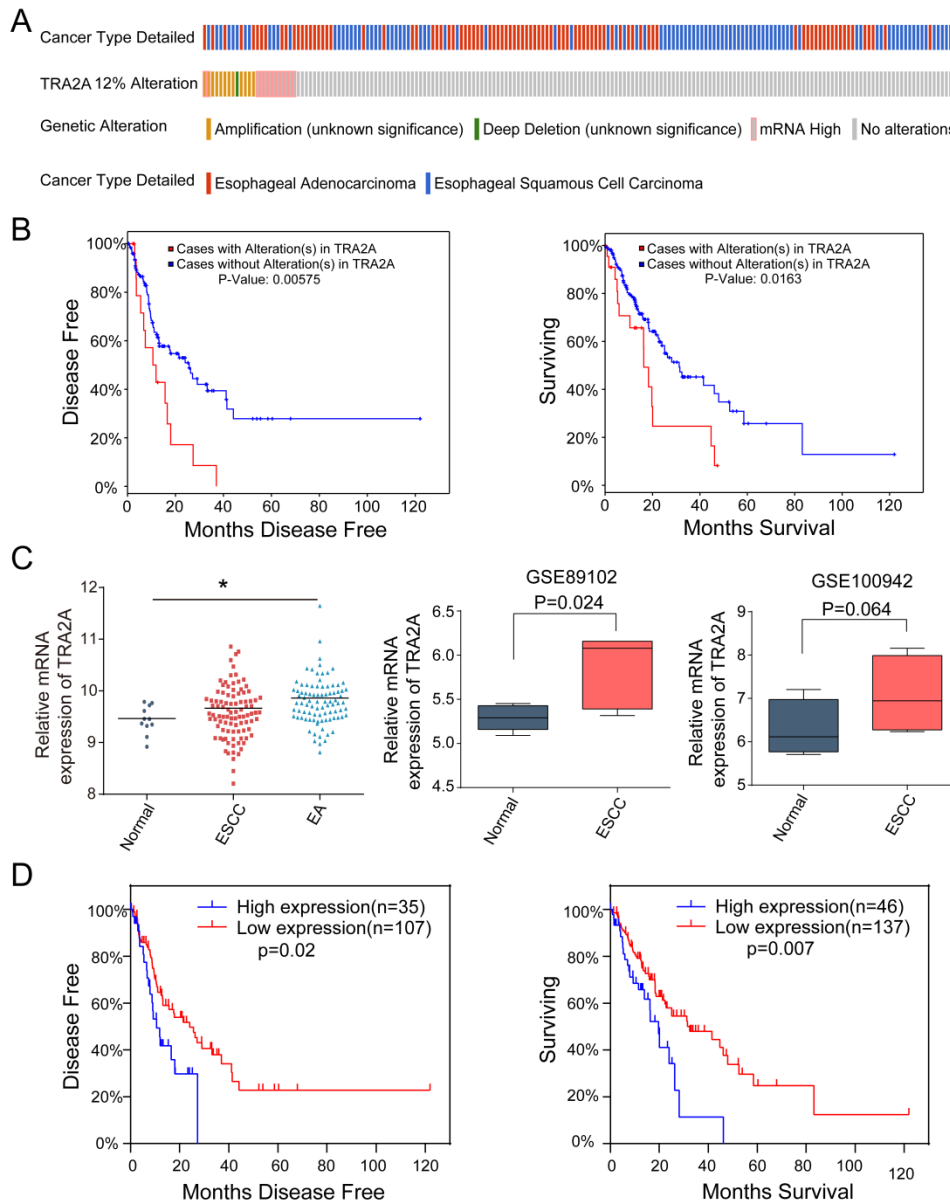 A
Cancer Type Detailed
TRA2A 12% Alteration
Genetic Alteration
Amplification (unknown significance)
Deep Deletion (unknown significance)
mRNA High
No alterations
Cancer Type Detailed
Esophageal Adenocarcinoma
Esophageal Squamous Cell Carcinoma
B
100%
80%
60%
40%
20%
0%
Disease Free
Cases with Alteration(s) in TRA2A
Cases without Alteration(s) in TRA2A
P-Value: 0.00575
0 20 40 60 80 100 120
Months Disease Free
100%
80%
60%
40%
20%
0%
Surviving
Cases with Alteration(s) in TRA2A
Cases without Alteration(s) in TRA2A
P-Value: 0.0163
0 20 40 60 80 100 120
Months Survival
C
Relative mRNA
expression of TRA2A
12
11
10
9
8
*
Normal
ESCC
EA
GSE89102
P=0.024
Relative mRNA
expression of TRA2A
6.5
6.0
5.5
5.0
4.5
Normal
ESCC
GSE100942
P=0.064
Relative mRNA
expression of TRA2A
9
8
7
6
5
Normal
ESCC
D
100%
80%
60%
40%
20%
0%
Disease Free
High expression(n=35)
Low expression(n=107)
p=0.02
0 20 40 60 80 100 120
Months Disease Free
100%
80%
60%
40%
20%
0%
Surviving
High expression(n=46)
Low expression(n=137)
p=0.007
0 20 40 60 80 100 120
Months Survival